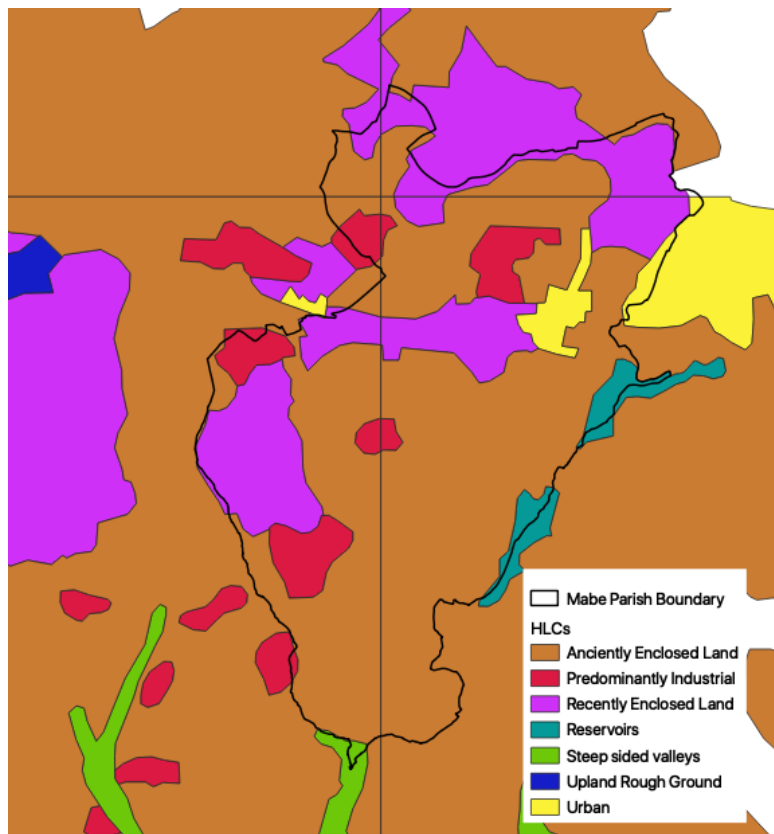 Mabe Parish Boundary
HLCs
Anciently Enclosed Land
Predominantly Industrial
Recently Enclosed Land
Reservoirs
Steep sided valleys
Upland Rough Ground
Urban